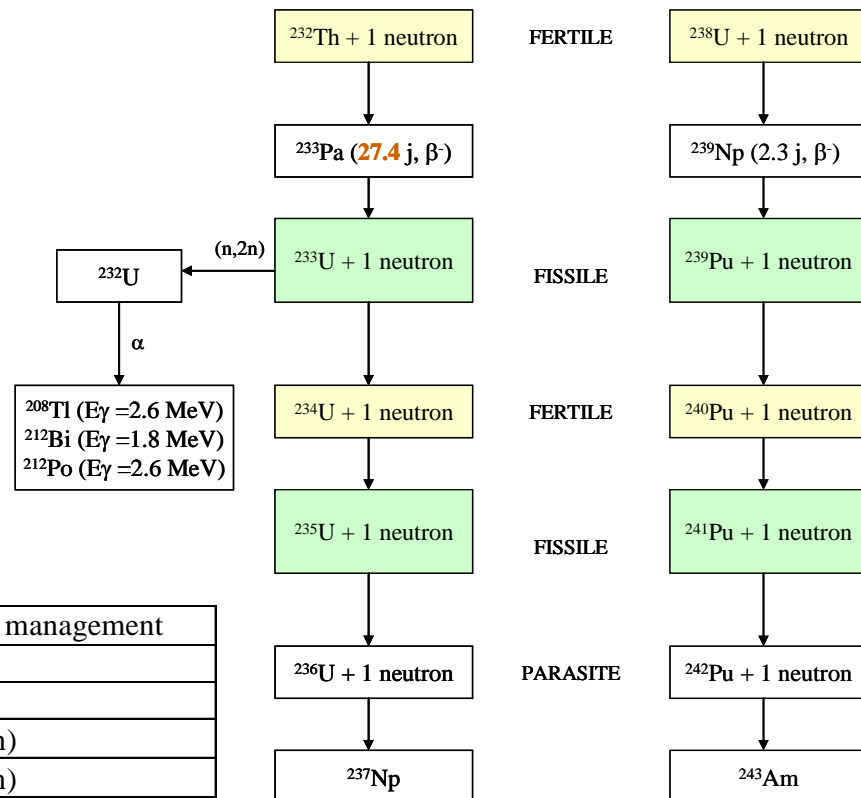 ²³²Th + 1 neutron
FERTILE
²³⁸U + 1 neutron
²³³Pa (27.4 j, β⁻)
²³⁹Np (2.3 j, β⁻)
(n,2n)
²³²U
²³³U + 1 neutron
FISSILE
²³⁹Pu + 1 neutron
α
²⁰⁸Tl (Eγ =2.6 MeV)
²¹²Bi (Eγ =1.8 MeV)
²¹²Po (Eγ =2.6 MeV)
²³⁴U + 1 neutron
FERTILE
²⁴⁰Pu + 1 neutron
²³⁵U + 1 neutron
FISSILE
²⁴¹Pu + 1 neutron
management
n)
n)
²³⁶U + 1 neutron
PARASITE
²⁴²Pu + 1 neutron
²³⁷Np
²⁴³Am